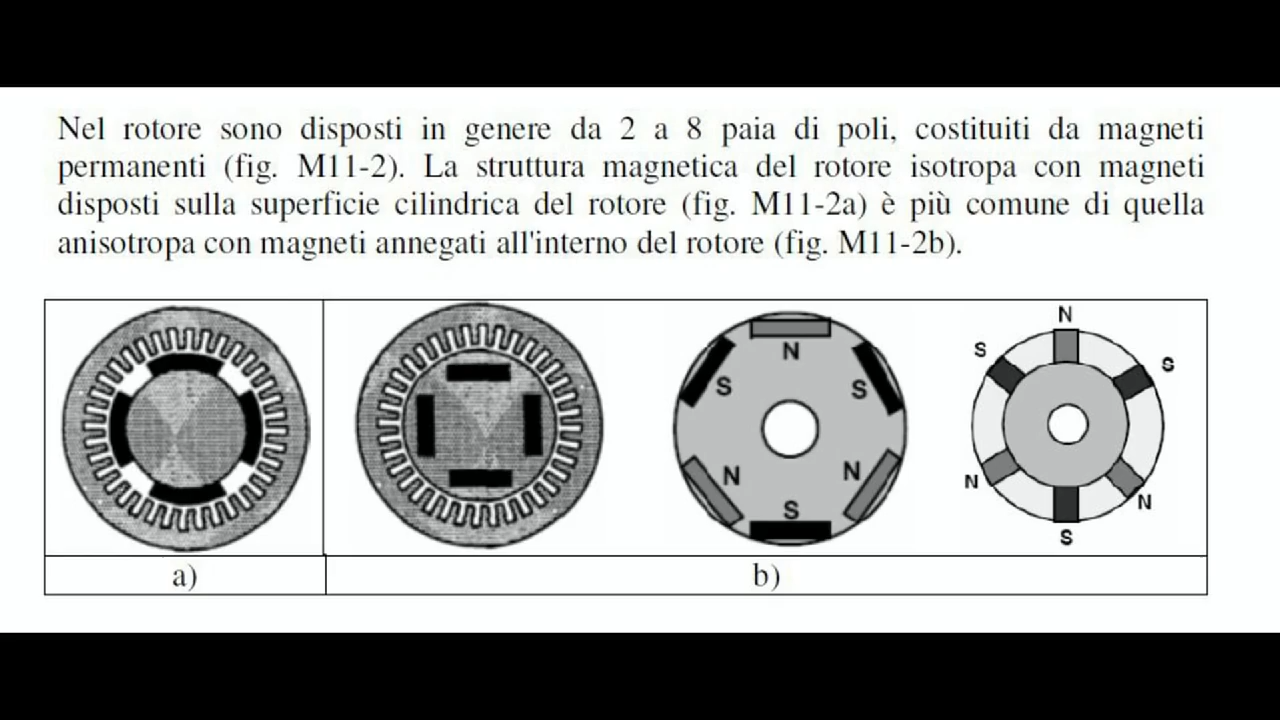 Nel rotore sono disposti in genere da 2 a 8 paia di poli, costituiti da magneti
permanenti (fig. M11-2). La struttura magnetica del rotore isotropa con magneti
disposti sulla superficie cilindrica del rotore (fig. M11-2a) è più comune di quella
anisotropa con magneti annegati all'interno del rotore (fig. M11-2b).
N
S
S
N
N
S
N
S
S
N
N
S
a)
b)